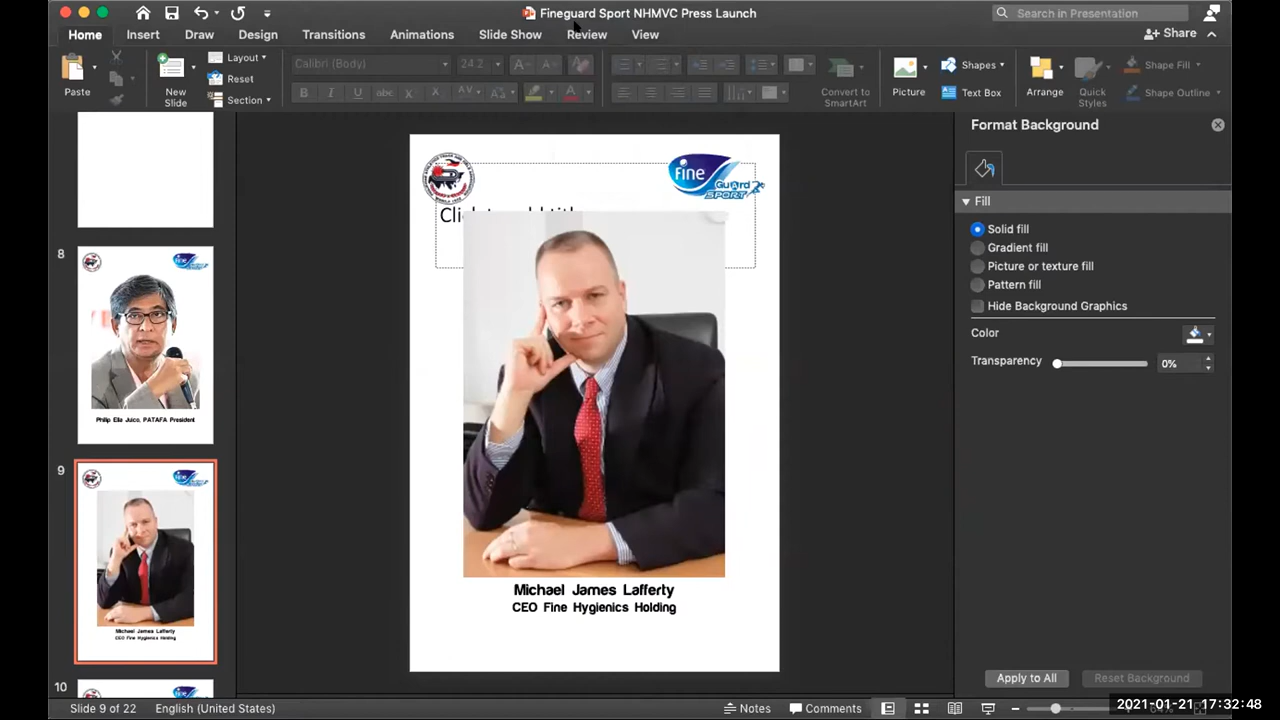 Fineguard Sport NHMVC Press Launch
Search in Presentation
Home Insert Draw Design Transitions Animations Slide Show Review View
Share
Paste
New Slide
Layout
Reset
Section
Calibri (Body) 24
B I U abc X X
Convert to SmartArt
Picture
Shapes
Text Box
Arrange
Quick Styles
Shape Fill
Shape Outline
8
Philip Ella Juico, PATAFA President
9
Michael James Lafferty
CEO Fine Hygienics Holding
10
fine
Guard
SPORT
Michael James Lafferty
CEO Fine Hygienics Holding
Format Background
Fill
Solid fill
Gradient fill
Picture or texture fill
Pattern fill
Hide Background Graphics
Color
Transparency 0%
Apply to All Reset Background
Slide 9 of 22 English (United States) Notes Comments
2021-01-21 17:32:48